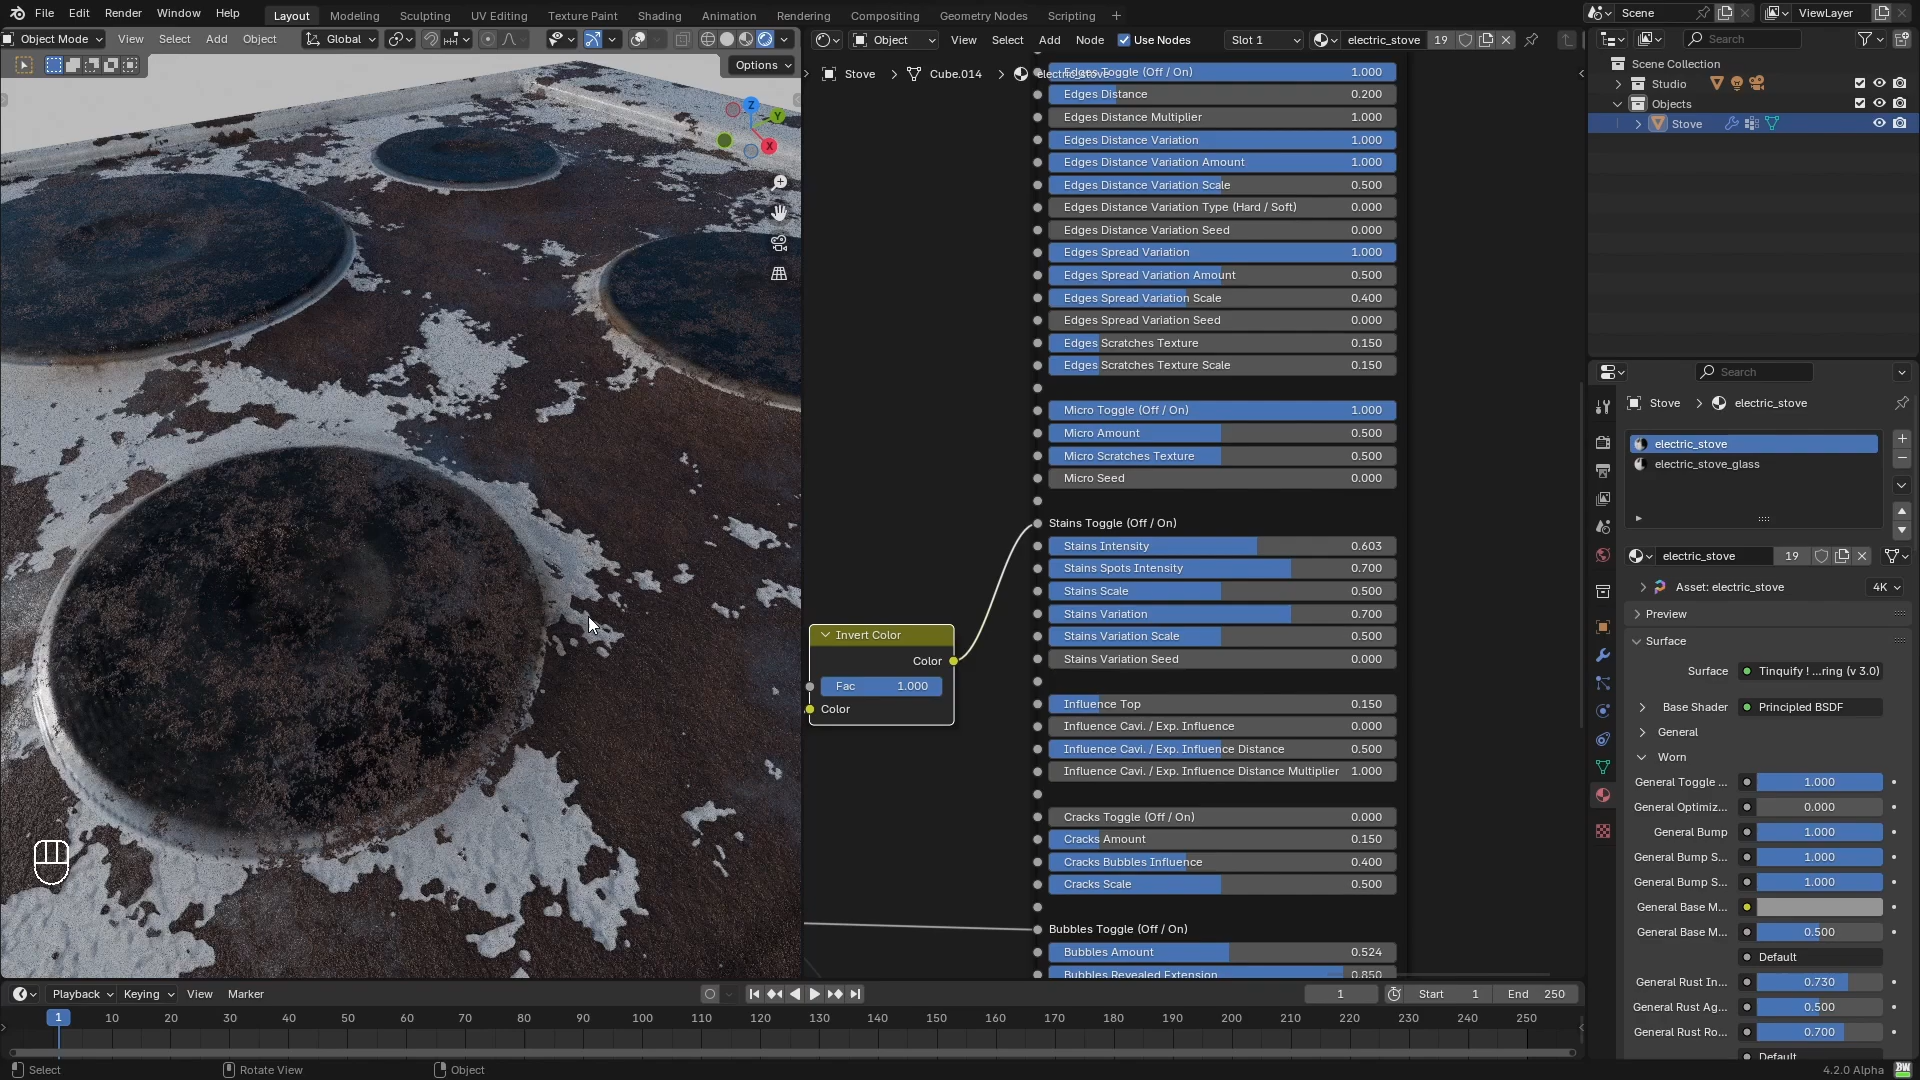 File Edit Render Window Help Layout Modeling Sculpting UV Editing Texture Paint Shading Animation Rendering Compositing Geometry Nodes Scripting Scene ViewLayer
Object Mode View Select Add Object Global Object View Select Add Node Use Nodes Slot 1 electric_stove 19 Search
Options
Stove Cube.014 electric_stove
Scene Collection
Studio
Objects
Stove
Z
Y
X
Edges Toggle (Off / On) 1.000
Edges Distance 0.200
Edges Distance Multiplier 1.000
Edges Distance Variation 1.000
Edges Distance Variation Amount 1.000
Edges Distance Variation Scale 0.500
Edges Distance Variation Type (Hard / Soft) 0.000
Edges Distance Variation Seed 0.000
Edges Spread Variation 1.000
Edges Spread Variation Amount 0.500
Edges Spread Variation Scale 0.400
Edges Spread Variation Seed 0.000
Edges Scratches Texture 0.150
Edges Scratches Texture Scale 0.150
Micro Toggle (Off / On) 1.000
Micro Amount 0.500
Micro Scratches Texture 0.500
Micro Seed 0.000
Stains Toggle (Off / On)
Stains Intensity 0.603
Stains Spots Intensity 0.700
Stains Scale 0.500
Stains Variation 0.700
Stains Variation Scale 0.500
Stains Variation Seed 0.000
Influence Top 0.150
Influence Cavi. / Exp. Influence 0.000
Influence Cavi. / Exp. Influence Distance 0.500
Influence Cavi. / Exp. Influence Distance Multiplier 1.000
Cracks Toggle (Off / On) 0.000
Cracks Amount 0.150
Cracks Bubbles Influence 0.400
Cracks Scale 0.500
Bubbles Toggle (Off / On)
Bubbles Amount 0.524
Bubbles Revealed Extension 0.850
Invert Color
Color
Fac 1.000
Color
Search
Stove electric_stove
electric_stove
electric_stove_glass
electric_stove 19
Asset: electric_stove 4K
Preview
Surface
Surface Tinquify ! ...ring (v 3.0)
Base Shader Principled BSDF
General
Worn
General Toggle ... 1.000
General Optimiz... 0.000
General Bump 1.000
General Bump S... 1.000
General Bump S... 1.000
General Base M...
General Base M... 0.500
Default
General Rust In... 0.730
General Rust Ag... 0.500
General Rust Ro... 0.700
Default
Playback Keying View Marker 1 Start 1 End 250
1 10 20 30 40 50 60 70 80 90 100 110 120 130 140 150 160 170 180 190 200 210 220 230 240 250
Select Rotate View Object 4.2.0 Alpha BW